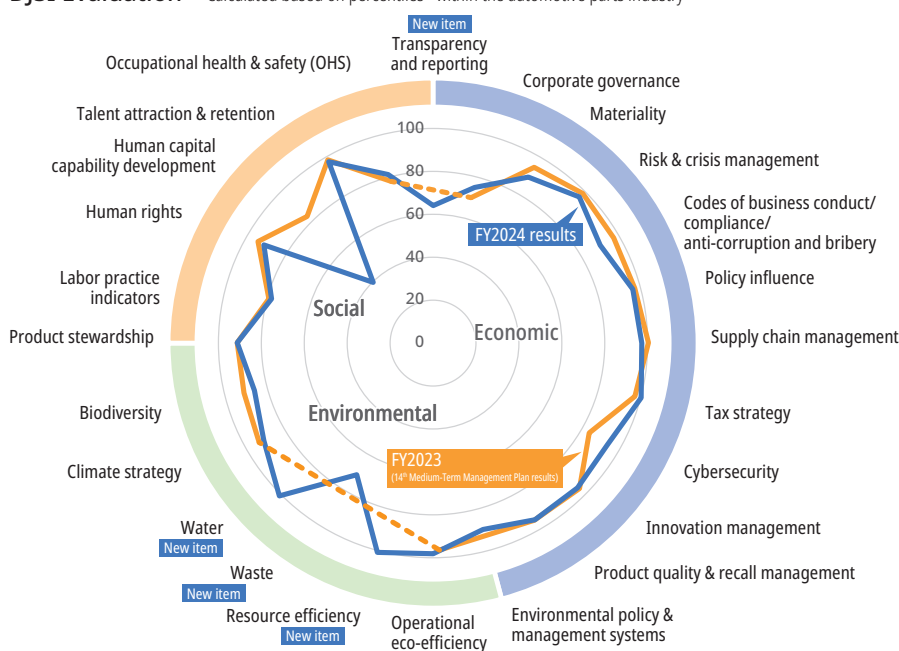 New item
Transparency
and reporting
Corporate governance
Materiality
Risk & crisis management
Codes of business conduct/
compliance/
anti-corruption and bribery
Policy influence
Supply chain management
Tax strategy
Cybersecurity
Innovation management
Product quality & recall management
Environmental policy &
management systems
Operational
eco-efficiency
Resource efficiency
New item
Waste
New item
Water
New item
Climate strategy
Biodiversity
Product stewardship
Labor practice
indicators
Human rights
Human capital
capability development
Talent attraction & retention
Occupational health & safety (OHS)
100
80
60
40
20
0
FY2024 results
Social
Economic
Environmental
FY2023
(14th Medium-Term Management Plan results)